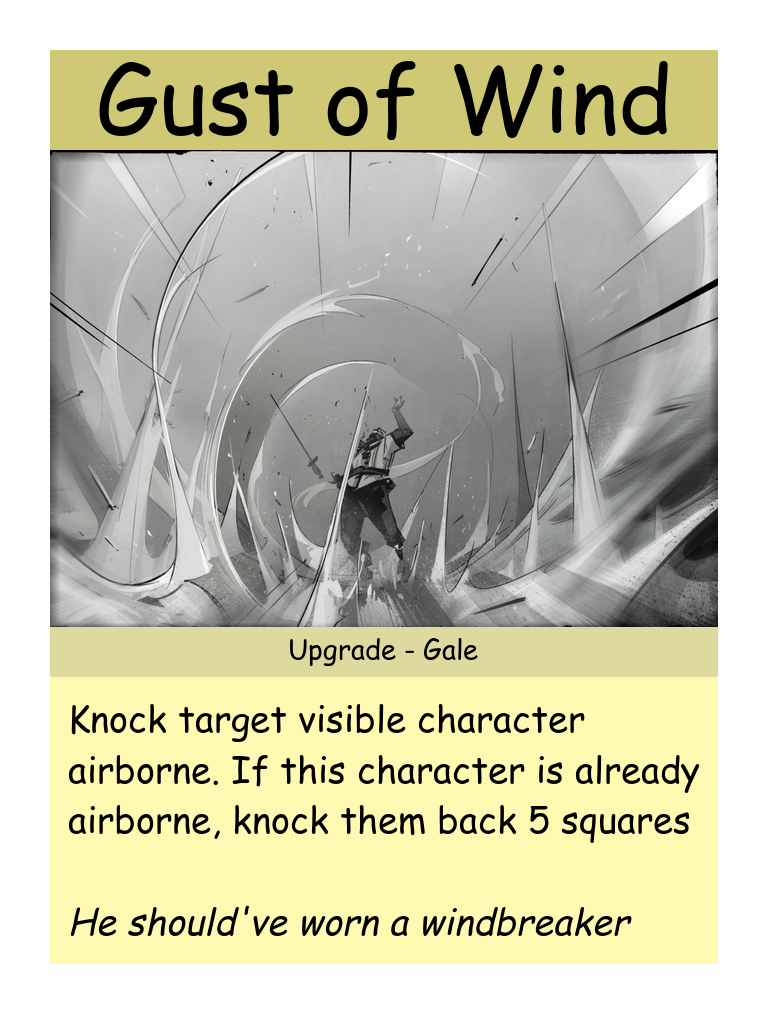 Gust of Wind
Upgrade - Gale
Knock target visible character
airborne. If this character is already
airborne, knock them back 5 squares
He should've worn a windbreaker